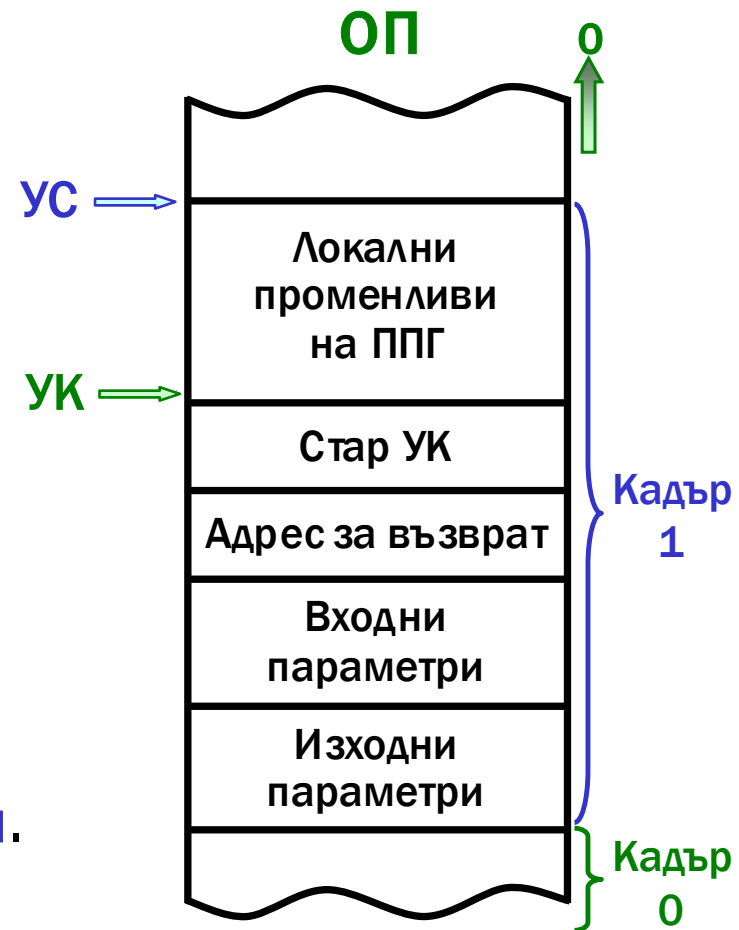 ОП
0
УС
Локални
променливи
на ППГ
УК
Стар УК
Адрес за възврат
Кадър
1
Входни
параметри
Изходни
параметри
.
Кадър
0